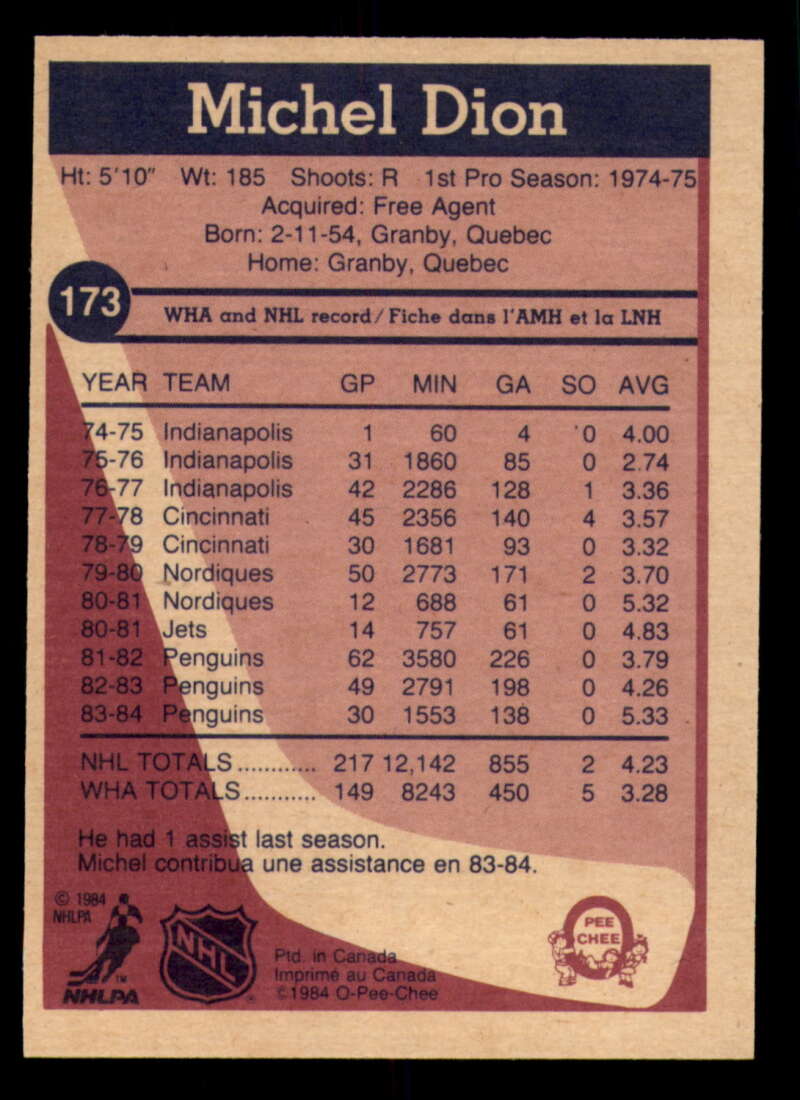 Michel Dion
Ht: 5'10" Wt: 185 Shoots: R 1st Pro Season: 1974-75
Acquired: Free Agent
Born: 2-11-54, Granby, Quebec
Home: Granby, Quebec
173
WHA and NHL record/Fiche dans l'AMH et la LNH
YEAR TEAM GP MIN GA SO AVG
74-75 Indianapolis 1 60 4 0 4.00
75-76 Indianapolis 31 1860 85 0 2.74
76-77 Indianapolis 42 2286 128 1 3.36
77-78 Cincinnati 45 2356 140 4 3.57
78-79 Cincinnati 30 1681 93 0 3.32
79-80 Nordiques 50 2773 171 2 3.70
80-81 Nordiques 12 688 61 0 5.32
80-81 Jets 14 757 61 0 4.83
81-82 Penguins 62 3580 226 0 3.79
82-83 Penguins 49 2791 198 0 4.26
83-84 Penguins 30 1553 138 0 5.33
NHL TOTALS............ 217 12,142 855 2 4.23
WHA TOTALS........... 149 8243 450 5 3.28
He had 1 assist last season.
Michel contribua une assistance en 83-84.
© 1984
NHLPA
NHLPA
TM
NHL
Ptd. in Canada
Imprimé au Canada
©1984 O-Pee-Chee
PEE
CHEE